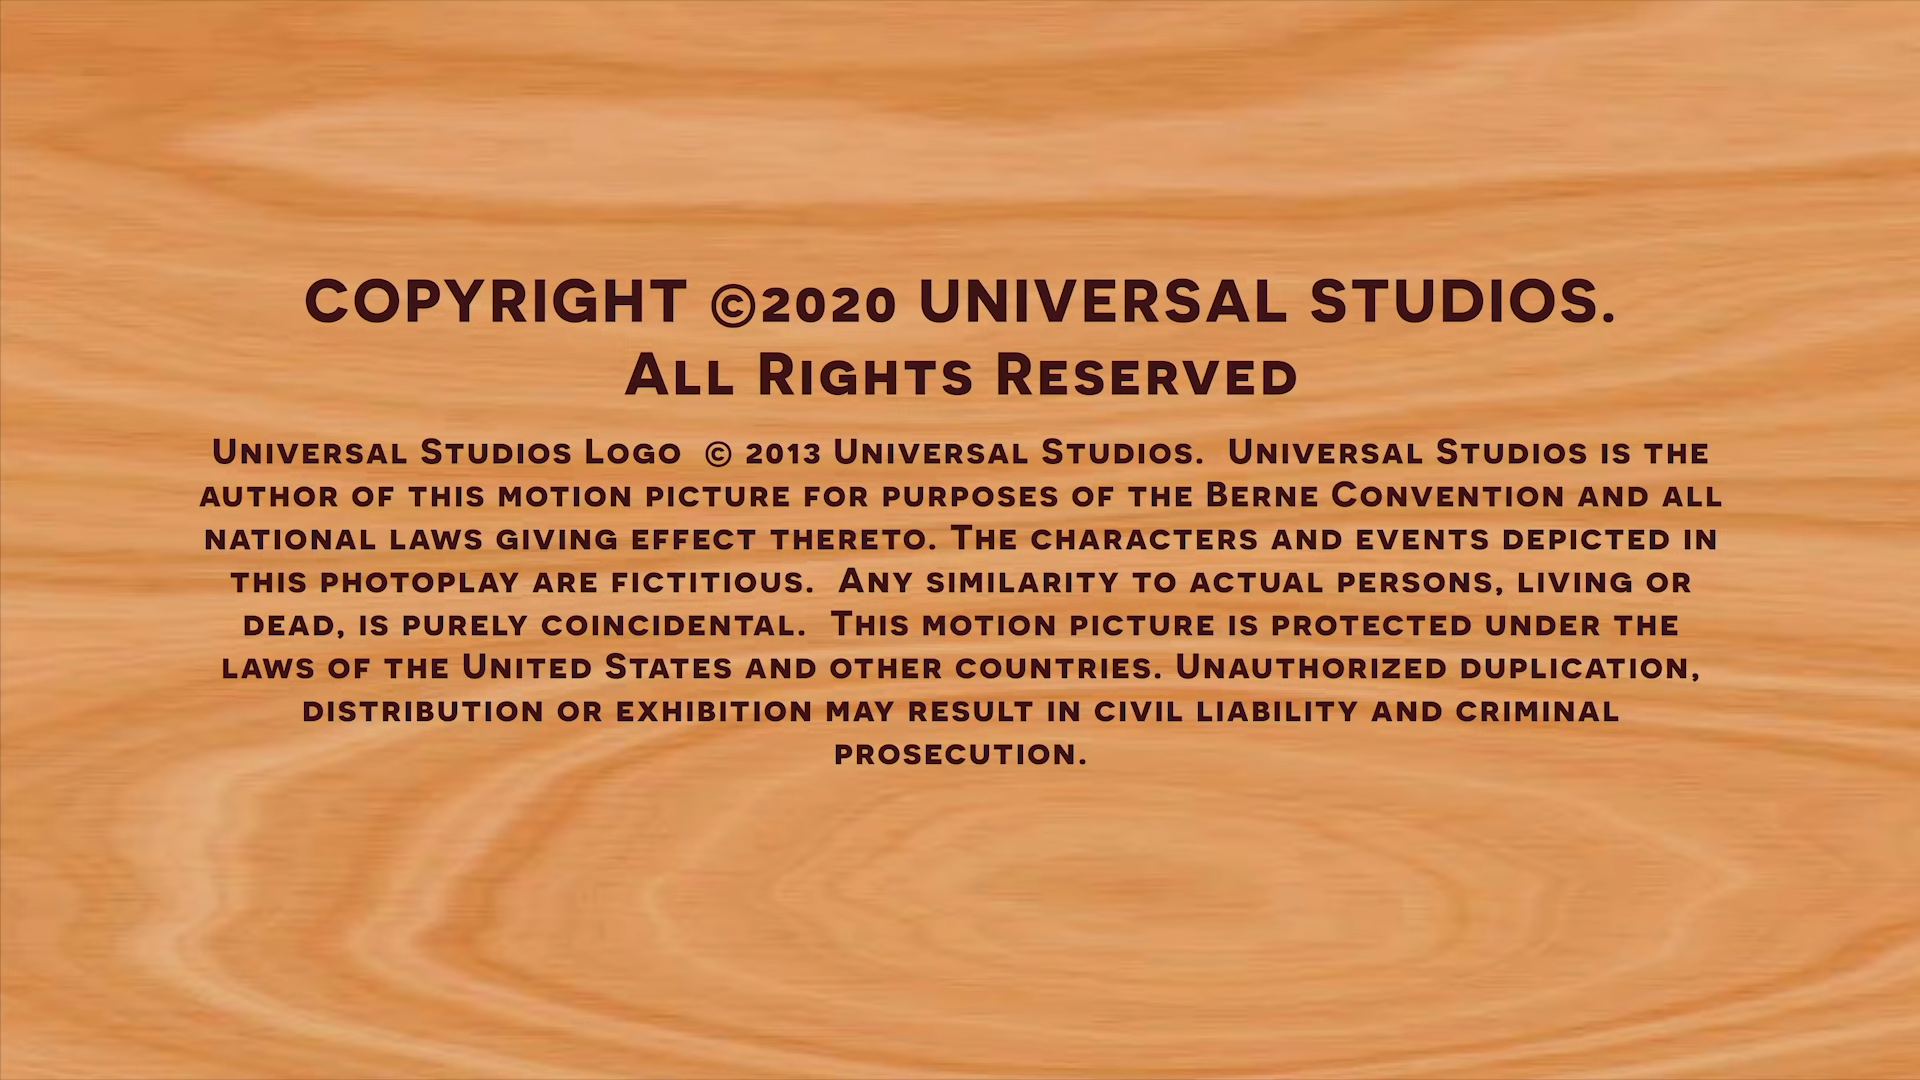 COPYRIGHT ©2020 UNIVERSAL STUDIOS.
ALL RIGHTS RESERVED
UNIVERSAL STUDIOS LOGO © 2013 UNIVERSAL STUDIOS. UNIVERSAL STUDIOS IS THE
AUTHOR OF THIS MOTION PICTURE FOR PURPOSES OF THE BERNE CONVENTION AND ALL
NATIONAL LAWS GIVING EFFECT THERETO. THE CHARACTERS AND EVENTS DEPICTED IN
THIS PHOTOPLAY ARE FICTITIOUS. ANY SIMILARITY TO ACTUAL PERSONS, LIVING OR
DEAD, IS PURELY COINCIDENTAL. THIS MOTION PICTURE IS PROTECTED UNDER THE
LAWS OF THE UNITED STATES AND OTHER COUNTRIES. UNAUTHORIZED DUPLICATION,
DISTRIBUTION OR EXHIBITION MAY RESULT IN CIVIL LIABILITY AND CRIMINAL
PROSECUTION.